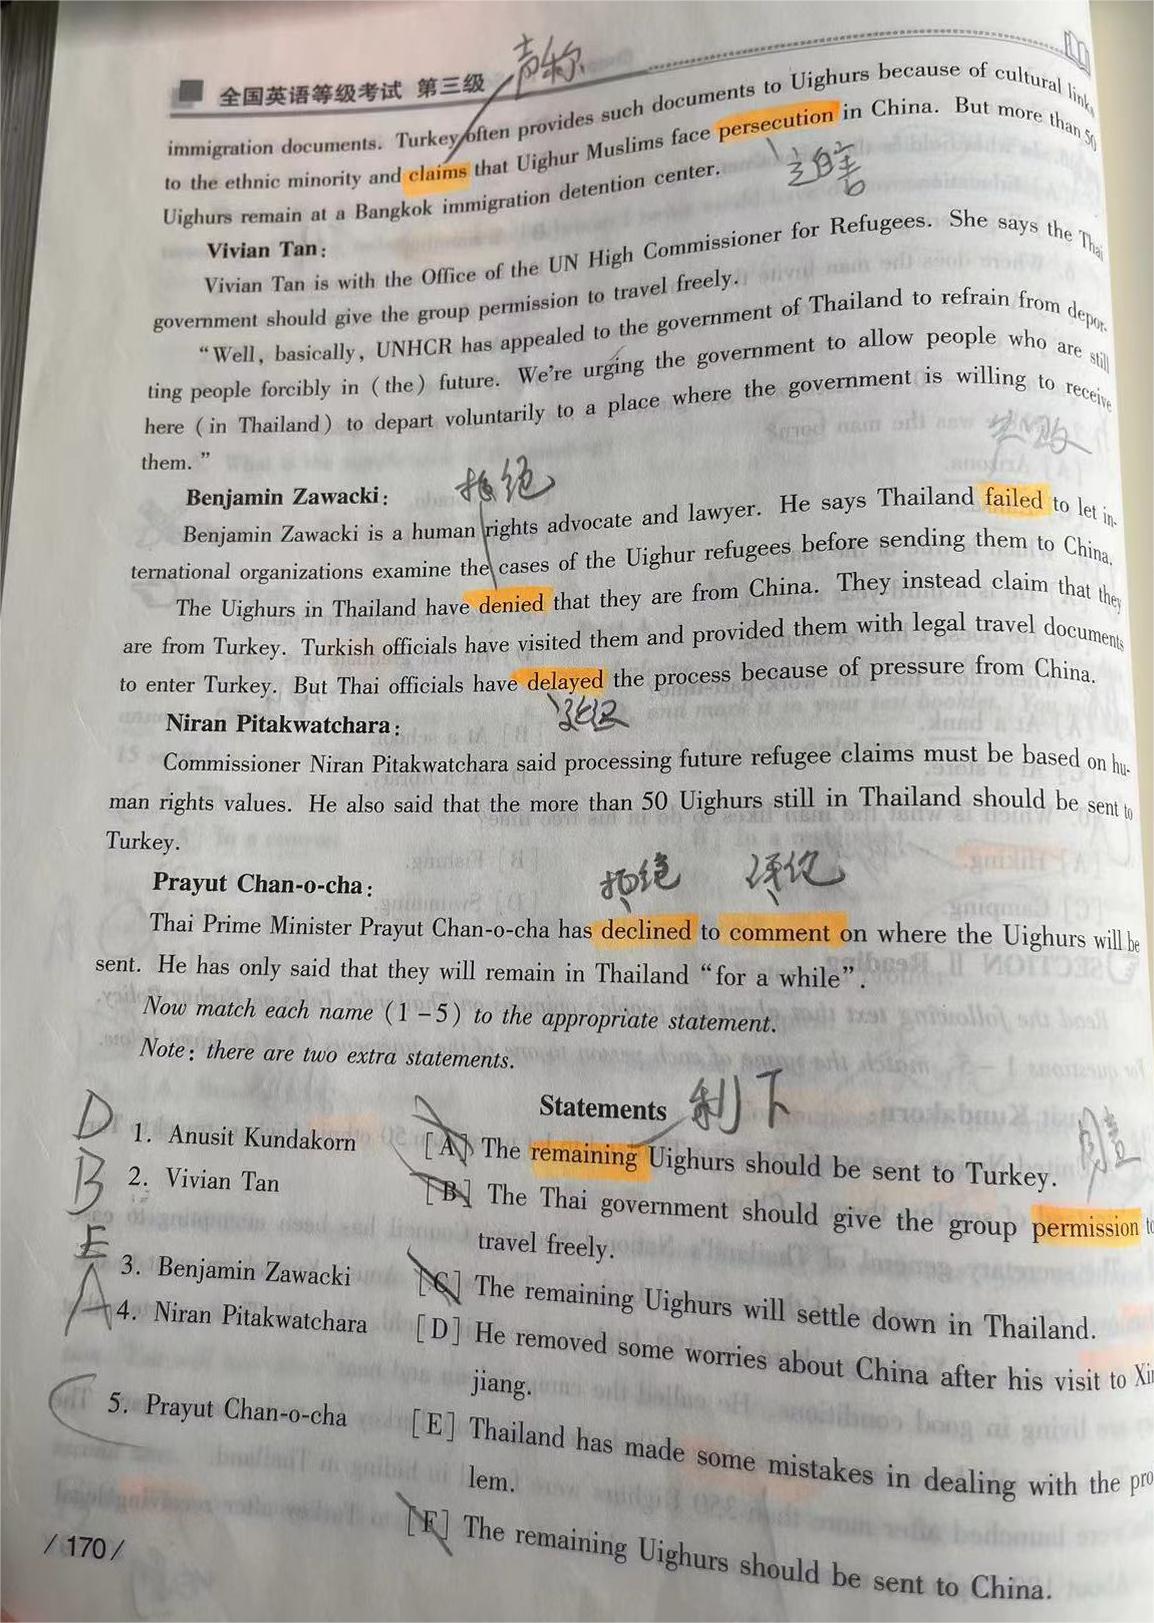 声称
全国英语等级考试 第三级
immigration documents. Turkey often provides such documents to Uighurs because of cultural links
to the ethnic minority and claims that Uighur Muslims face persecution in China. But more than 50
迫害
Uighurs remain at a Bangkok immigration detention center.
Vivian Tan:
Vivian Tan is with the Office of the UN High Commissioner for Refugees. She says the Thai
government should give the group permission to travel freely.
“Well, basically, UNHCR has appealed to the government of Thailand to refrain from depor-
ting people forcibly in (the) future. We’re urging the government to allow people who are still
here (in Thailand) to depart voluntarily to a place where the government is willing to receive
them.”
失败
拒绝
Benjamin Zawacki:
Benjamin Zawacki is a human rights advocate and lawyer. He says Thailand failed to let in-
ternational organizations examine the cases of the Uighur refugees before sending them to China.
The Uighurs in Thailand have denied that they are from China. They instead claim that they
are from Turkey. Turkish officials have visited them and provided them with legal travel documents
to enter Turkey. But Thai officials have delayed the process because of pressure from China.
Niran Pitakwatchara:
Commissioner Niran Pitakwatchara said processing future refugee claims must be based on hu-
man rights values. He also said that the more than 50 Uighurs still in Thailand should be sent to
Turkey.
拒绝
评论
Prayut Chan-o-cha:
Thai Prime Minister Prayut Chan-o-cha has declined to comment on where the Uighurs will be
sent. He has only said that they will remain in Thailand “for a while”.
Now match each name (1-5) to the appropriate statement.
Note: there are two extra statements.
Statements
剩下
D
1. Anusit Kundakorn
[A] The remaining Uighurs should be sent to Turkey.
B
2. Vivian Tan
[B] The Thai government should give the group permission to
travel freely.
E
3. Benjamin Zawacki
[C] The remaining Uighurs will settle down in Thailand.
A
4. Niran Pitakwatchara
[D] He removed some worries about China after his visit to Xin
jiang.
C
5. Prayut Chan-o-cha
[E] Thailand has made some mistakes in dealing with the pro
lem.
[F] The remaining Uighurs should be sent to China.
/ 170 /